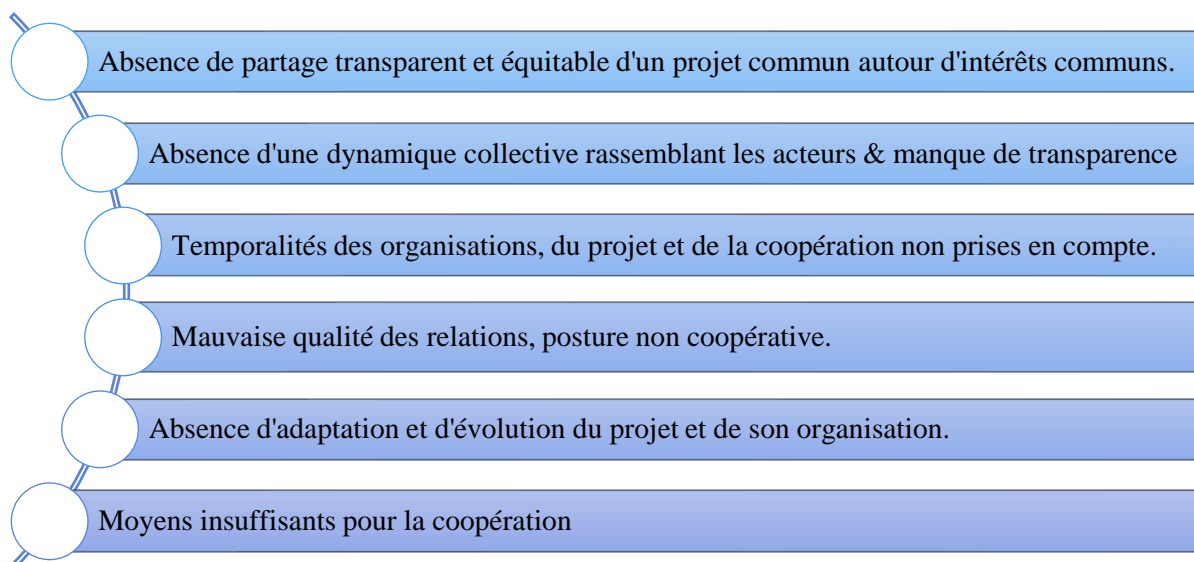 Absence de partage transparent et équitable d'un projet commun autour d'intérêts communs.
Absence d'une dynamique collective rassemblant les acteurs & manque de transparence
Temporalités des organisations, du projet et de la coopération non prises en compte.
Mauvaise qualité des relations, posture non coopérative.
Absence d'adaptation et d'évolution du projet et de son organisation.
Moyens insuffisants pour la coopération